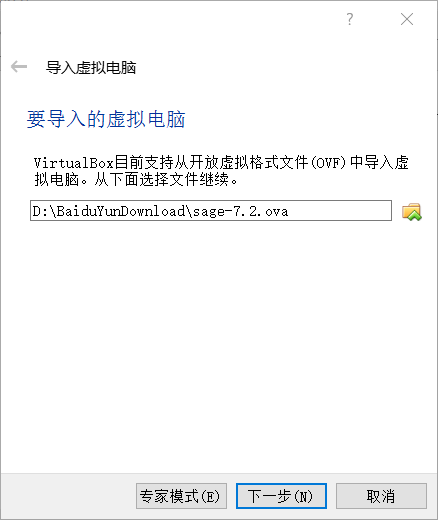 ?
导入虚拟电脑
要导入的虚拟电脑
VirtualBox目前支持从开放虚拟格式文件(OVF)中导入虚
拟电脑。从下面选择文件继续。
D:\BaiduYunDownload\sage-7.2.ova
专家模式(E) 下一步(N) 取消